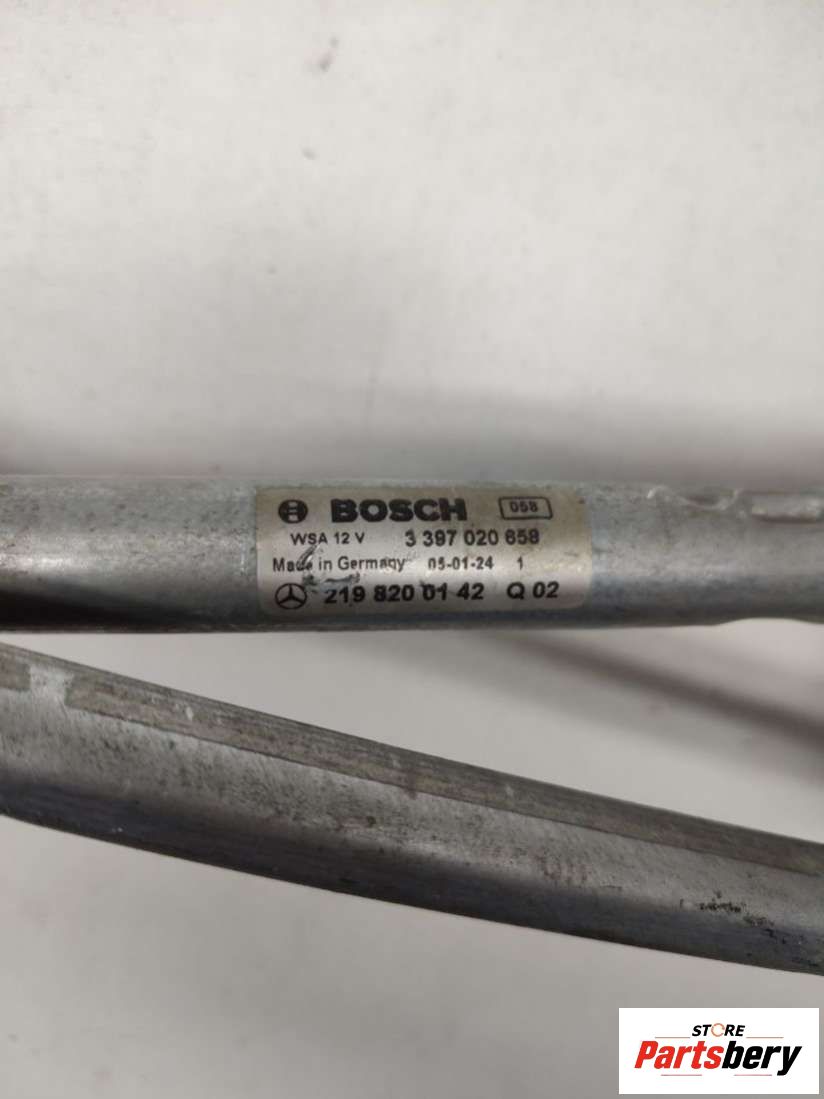 BOSCH 058
WSA 12 V 3 397 020 658
Made in Germany 05-01-24 1
219 820 01 42 Q 02
STORE
Partsbery